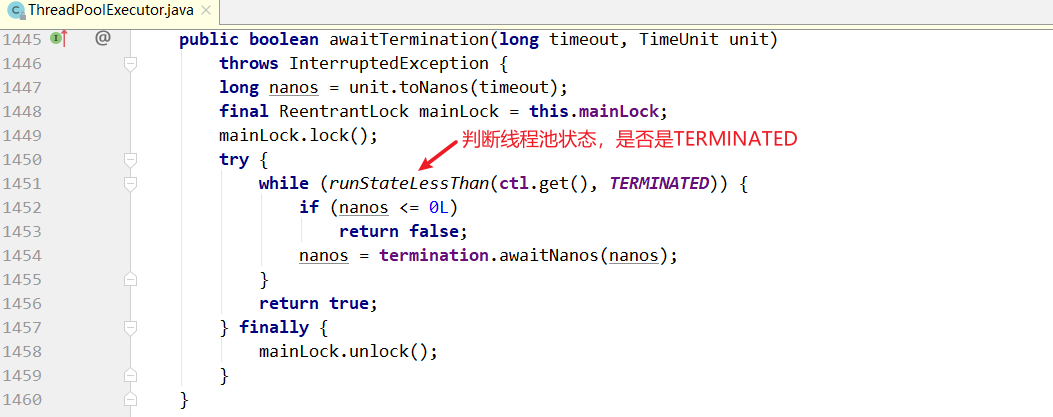 ThreadPoolExecutor.java
1445 @ public boolean awaitTermination(long timeout, TimeUnit unit)
1446 throws InterruptedException {
1447 long nanos = unit.toNanos(timeout);
1448 final ReentrantLock mainLock = this.mainLock;
1449 mainLock.lock();
判断线程池状态，是否是TERMINATED
1450 try {
1451 while (runStateLessThan(ctl.get(), TERMINATED)) {
1452 if (nanos <= 0L)
1453 return false;
1454 nanos = termination.awaitNanos(nanos);
1455 }
1456 return true;
1457 } finally {
1458 mainLock.unlock();
1459 }
1460 }